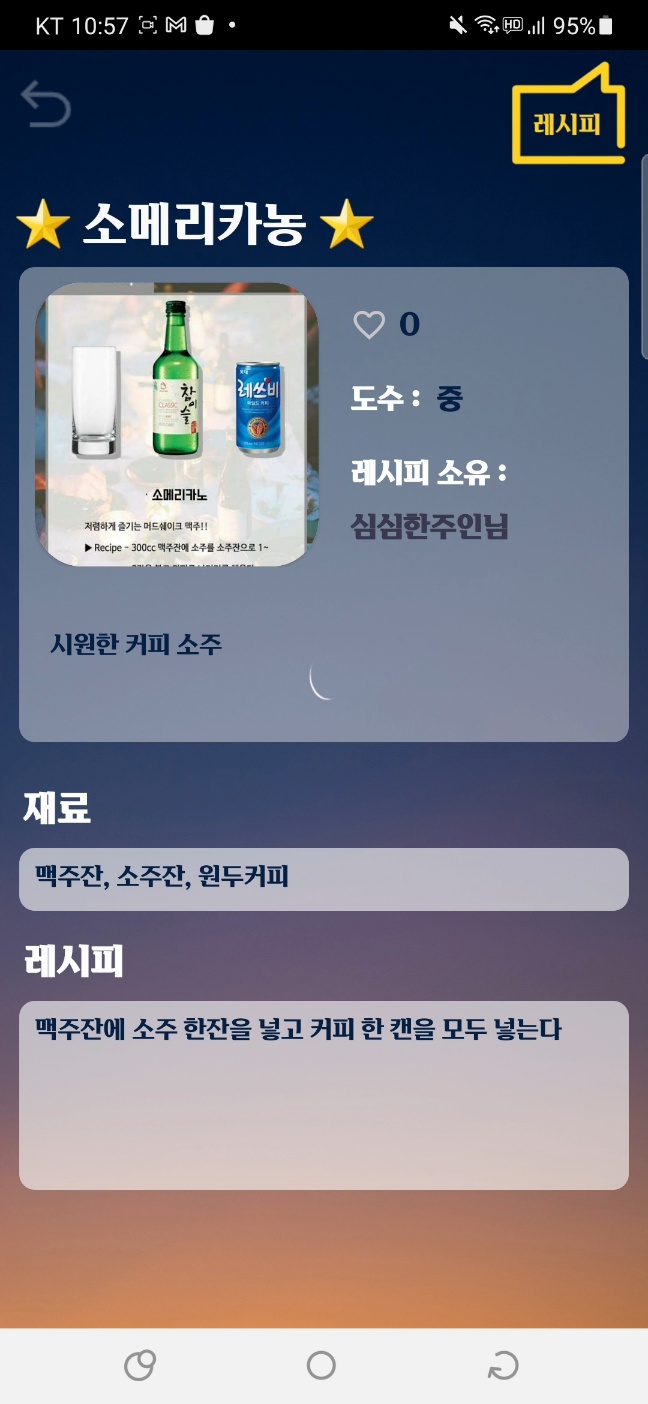 KT 10:57
HD 95%
레시피
소메리카농
참이슬
CLASSIC
레쓰비
0
도수 : 중
레시피 소유 :
심심한주인님
· 소메리카노
저렴하게 즐기는 머드쉐이크 맥주!!
▶ Recipe - 300cc 맥주잔에 소주를 소주잔으로 1~
시원한 커피 소주
재료
맥주잔, 소주잔, 원두커피
레시피
맥주잔에 소주 한잔을 넣고 커피 한 캔을 모두 넣는다